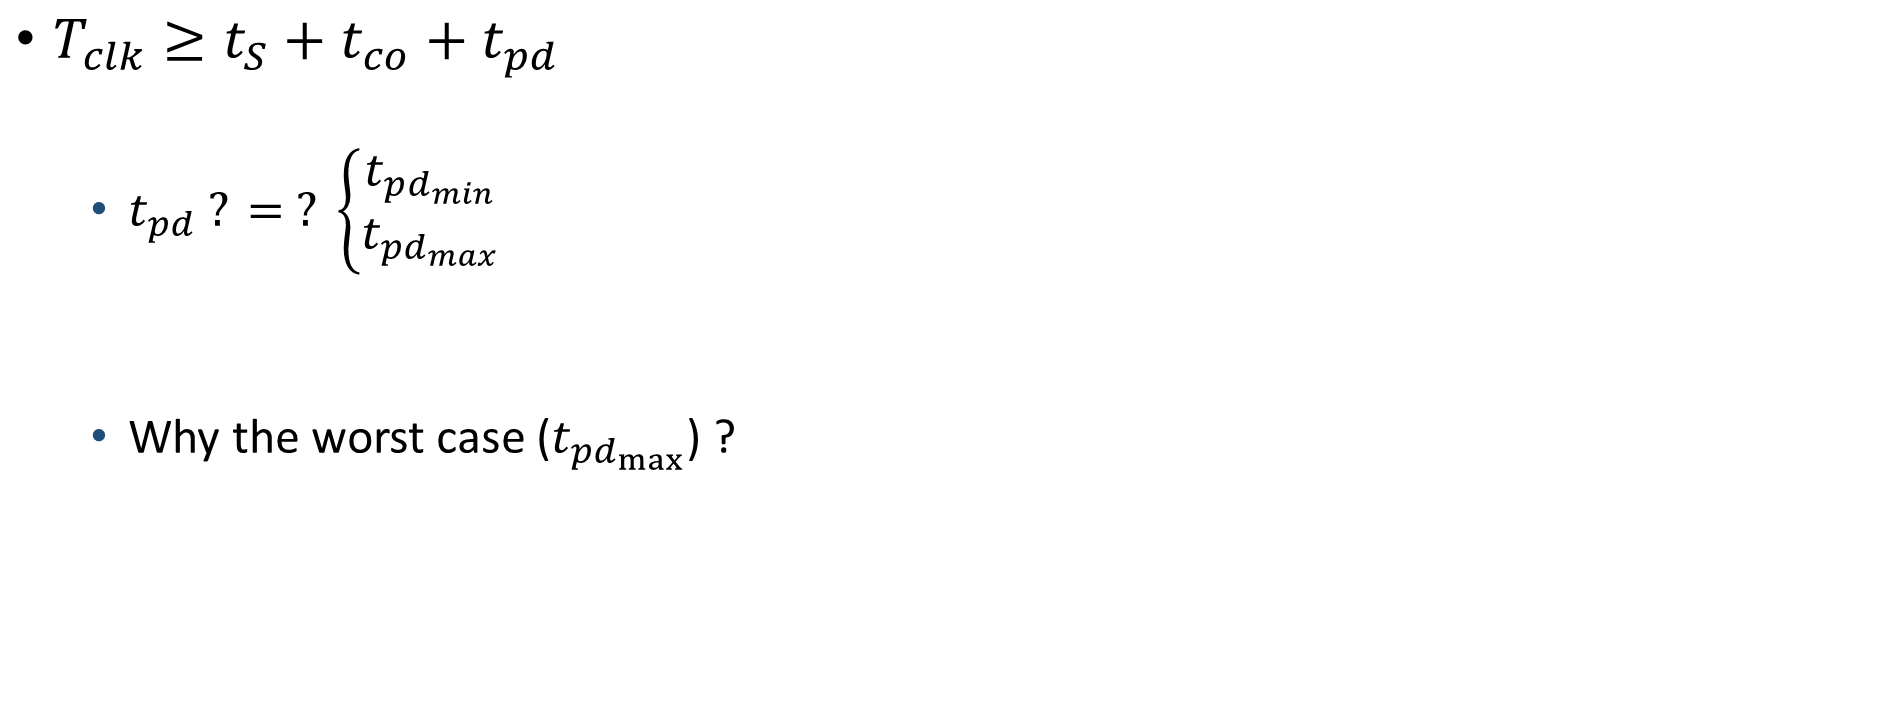 • T_clk ≥ t_S + t_co + t_pd
• t_pd ? = ? { t_pd_min
t_pd_max
• Why the worst case (t_pd_max) ?